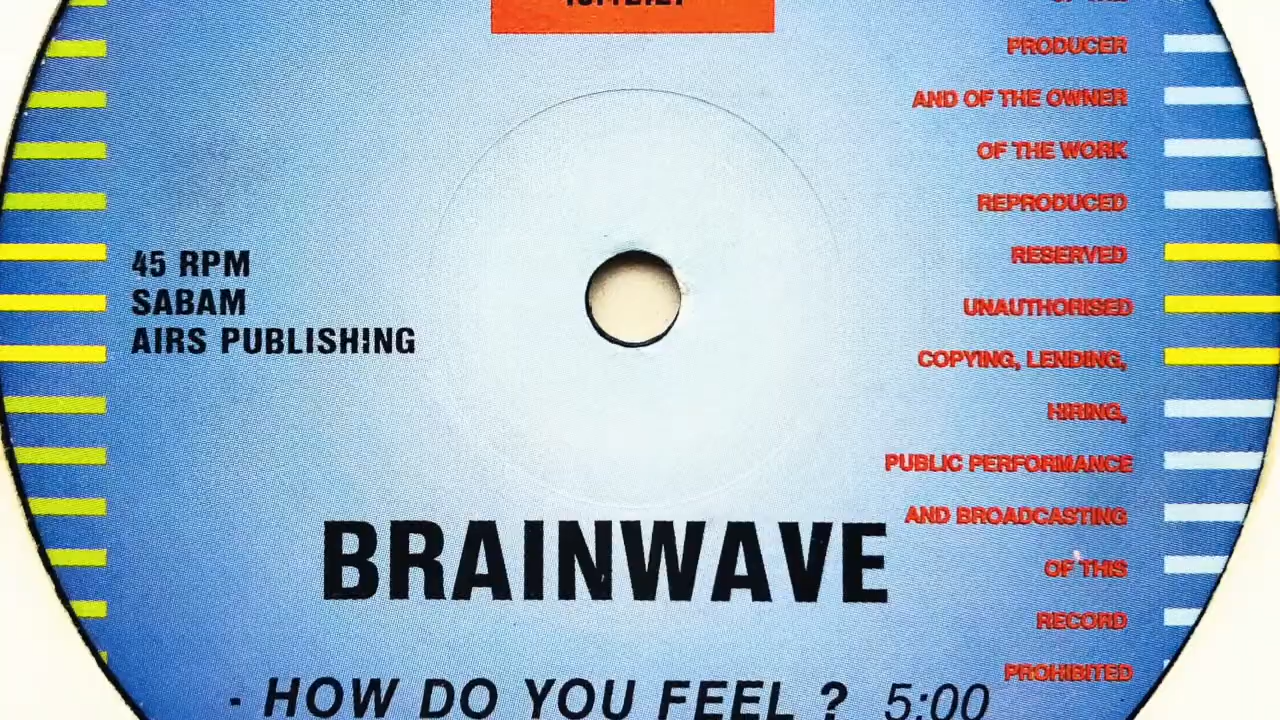 45 RPM
SABAM
AIRS PUBLISHING
PRODUCER
AND OF THE OWNER
OF THE WORK
REPRODUCED
RESERVED
UNAUTHORISED
COPYING, LENDING,
HIRING,
PUBLIC PERFORMANCE
AND BROADCASTING
OF THIS
RECORD
PROHIBITED
BRAINWAVE
- HOW DO YOU FEEL ? 5:00